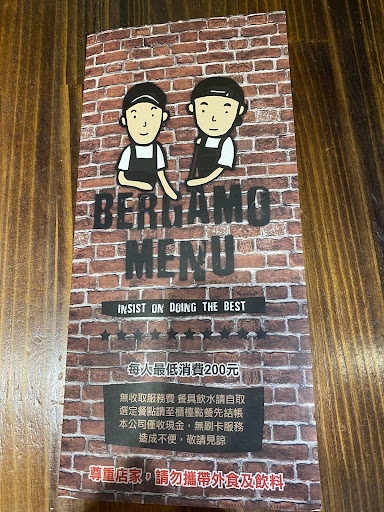 BERGAMO
MENU
INSIST ON DOING THE BEST
每人最低消費200元
無收取服務費 餐具飲水請自取
選定餐點請至櫃檯點餐先結帳
本公司僅收現金，無刷卡服務
造成不便，敬請見諒
尊重店家，請勿攜帶外食及飲料